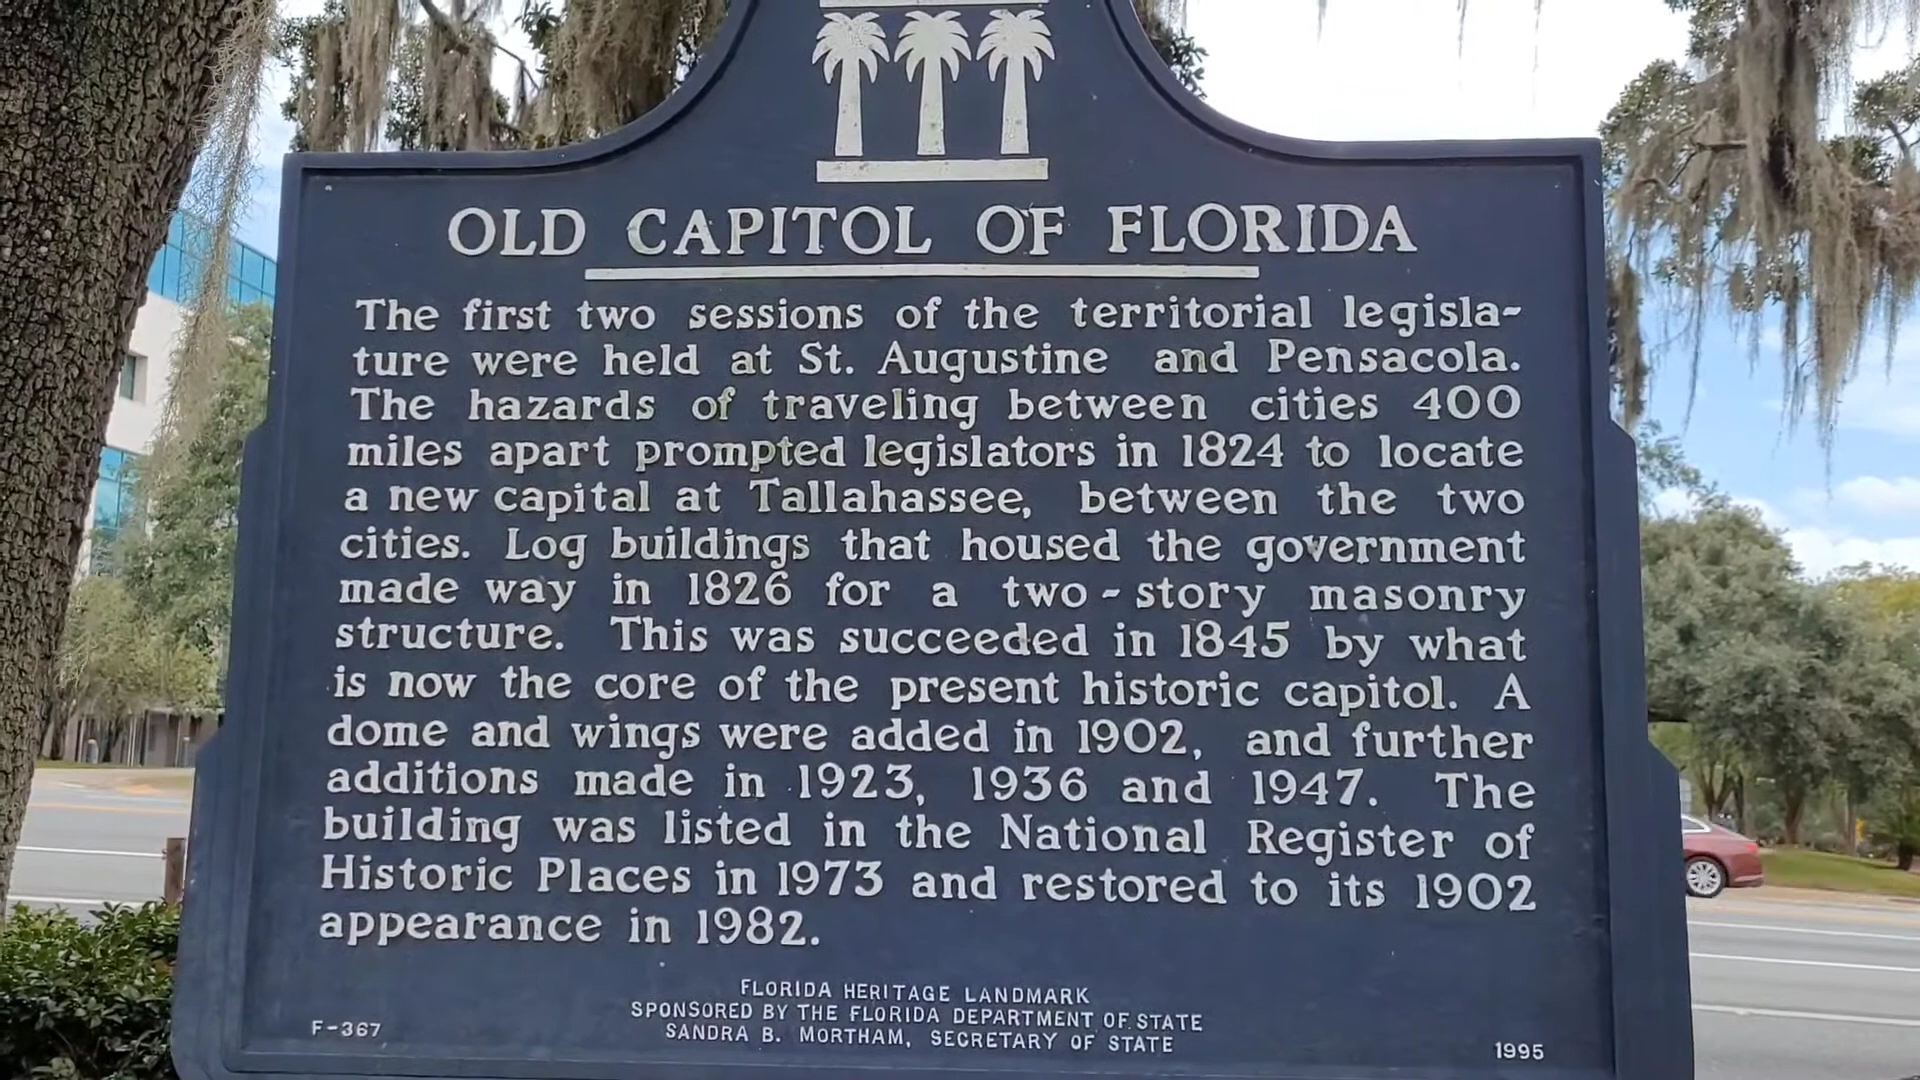 OLD CAPITOL OF FLORIDA
The first two sessions of the territorial legisla-
ture were held at St. Augustine and Pensacola.
The hazards of traveling between cities 400
miles apart prompted legislators in 1824 to locate
a new capital at Tallahassee, between the two
cities. Log buildings that housed the government
made way in 1826 for a two-story masonry
structure. This was succeeded in 1845 by what
is now the core of the present historic capitol. A
dome and wings were added in 1902, and further
additions made in 1923, 1936 and 1947. The
building was listed in the National Register of
Historic Places in 1973 and restored to its 1902
appearance in 1982.
FLORIDA HERITAGE LANDMARK
SPONSORED BY THE FLORIDA DEPARTMENT OF STATE
SANDRA B. MORTHAM, SECRETARY OF STATE
F-367
1995